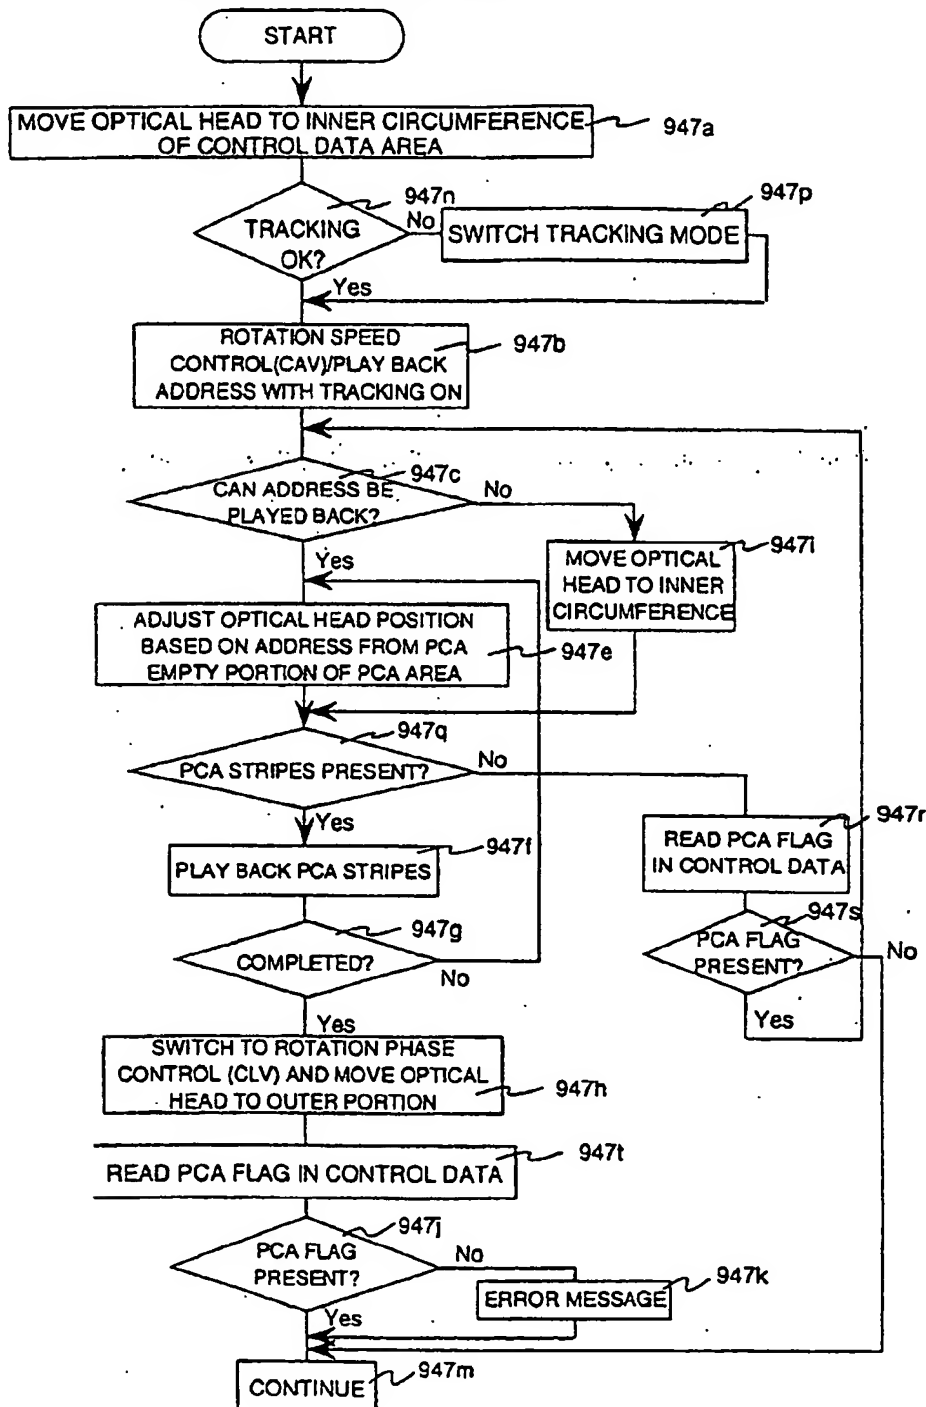 START
MOVE OPTICAL HEAD TO INNER CIRCUMFERENCE
OF CONTROL DATA AREA
947a
947n
TRACKING
OK?
No
947p
SWITCH TRACKING MODE
Yes
ROTATION SPEED
CONTROL(CAV)/PLAY BACK
ADDRESS WITH TRACKING ON
947b
947c
CAN ADDRESS BE
PLAYED BACK?
No
Yes
947i
MOVE OPTICAL
HEAD TO INNER
CIRCUMFERENCE
ADJUST OPTICAL HEAD POSITION
BASED ON ADDRESS FROM PCA
EMPTY PORTION OF PCA AREA
947e
947q
PCA STRIPES PRESENT?
No
Yes
947r
READ PCA FLAG
IN CONTROL DATA
947f
PLAY BACK PCA STRIPES
947s
PCA FLAG
PRESENT?
No
Yes
947g
COMPLETED?
No
Yes
SWITCH TO ROTATION PHASE
CONTROL (CLV) AND MOVE OPTICAL
HEAD TO OUTER PORTION
947h
947t
READ PCA FLAG IN CONTROL DATA
947j
PCA FLAG
PRESENT?
No
947k
ERROR MESSAGE
Yes
947m
CONTINUE